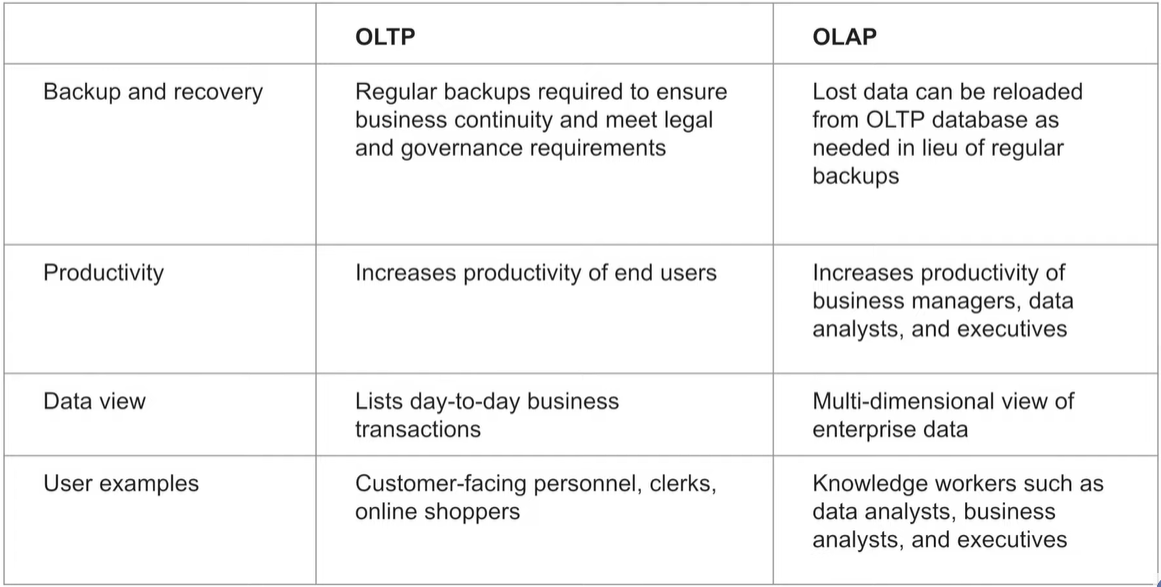 OLTP
OLAP
Backup and recovery
Regular backups required to ensure
business continuity and meet legal
and governance requirements
Lost data can be reloaded
from OLTP database as
needed in lieu of regular
backups
Productivity
Increases productivity of end users
Increases productivity of
business managers, data
analysts, and executives
Data view
Lists day-to-day business
transactions
Multi-dimensional view of
enterprise data
User examples
Customer-facing personnel, clerks,
online shoppers
Knowledge workers such as
data analysts, business
analysts, and executives